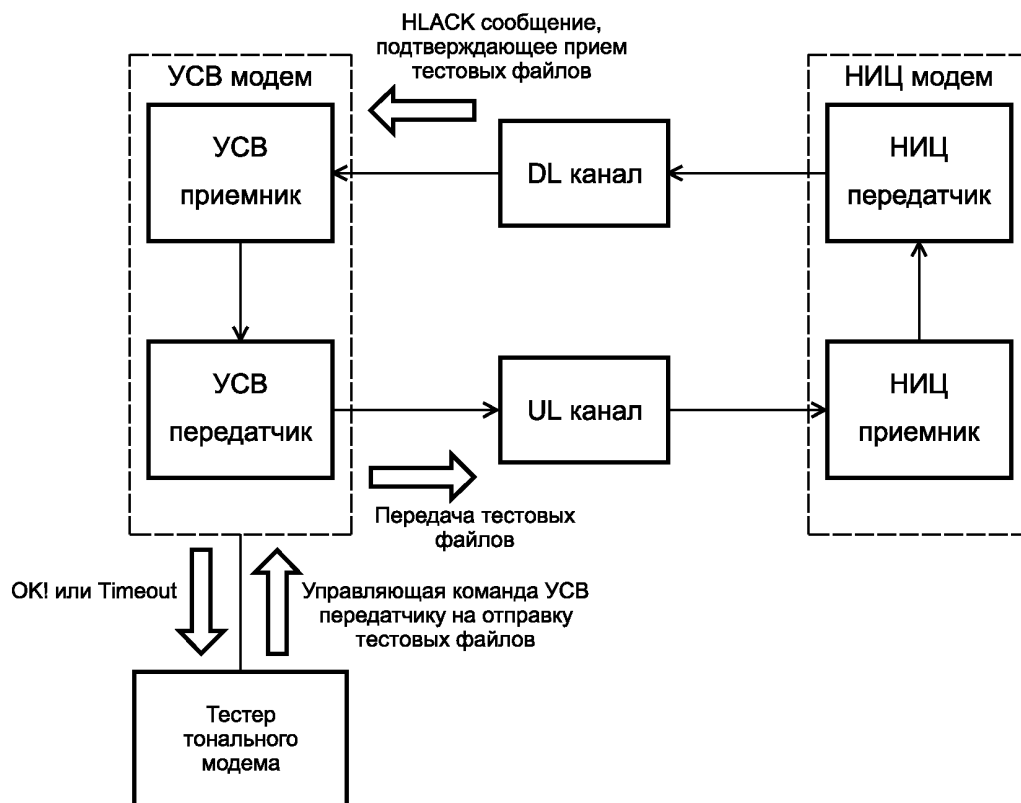 HLACK сообщение,
подтверждающее прием
тестовых файлов
УСВ модем
НИЦ модем
УСВ
приемник
DL канал
НИЦ
передатчик
УСВ
передатчик
UL канал
НИЦ
приемник
Передача тестовых
файлов
OK! или Timeout
Управляющая команда УСВ
передатчику на отправку
тестовых файлов
Тестер
тонального
модема